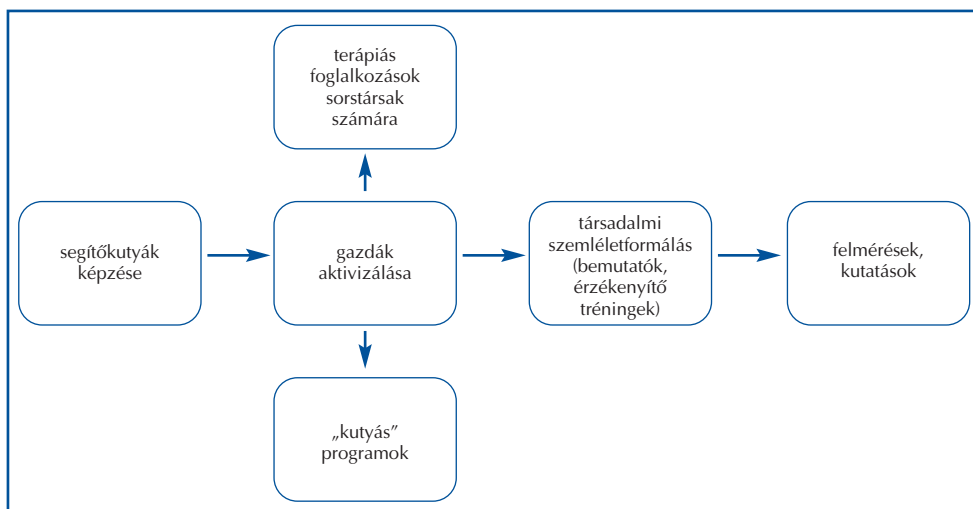 terápiás
foglalkozások
sorstársak
számára
segítőkutyák
képzése
gazdák
aktivizálása
társadalmi
szemléletformálás
(bemutatók,
érzékenyítő
tréningek)
felmérések,
kutatások
„kutyás”
programok